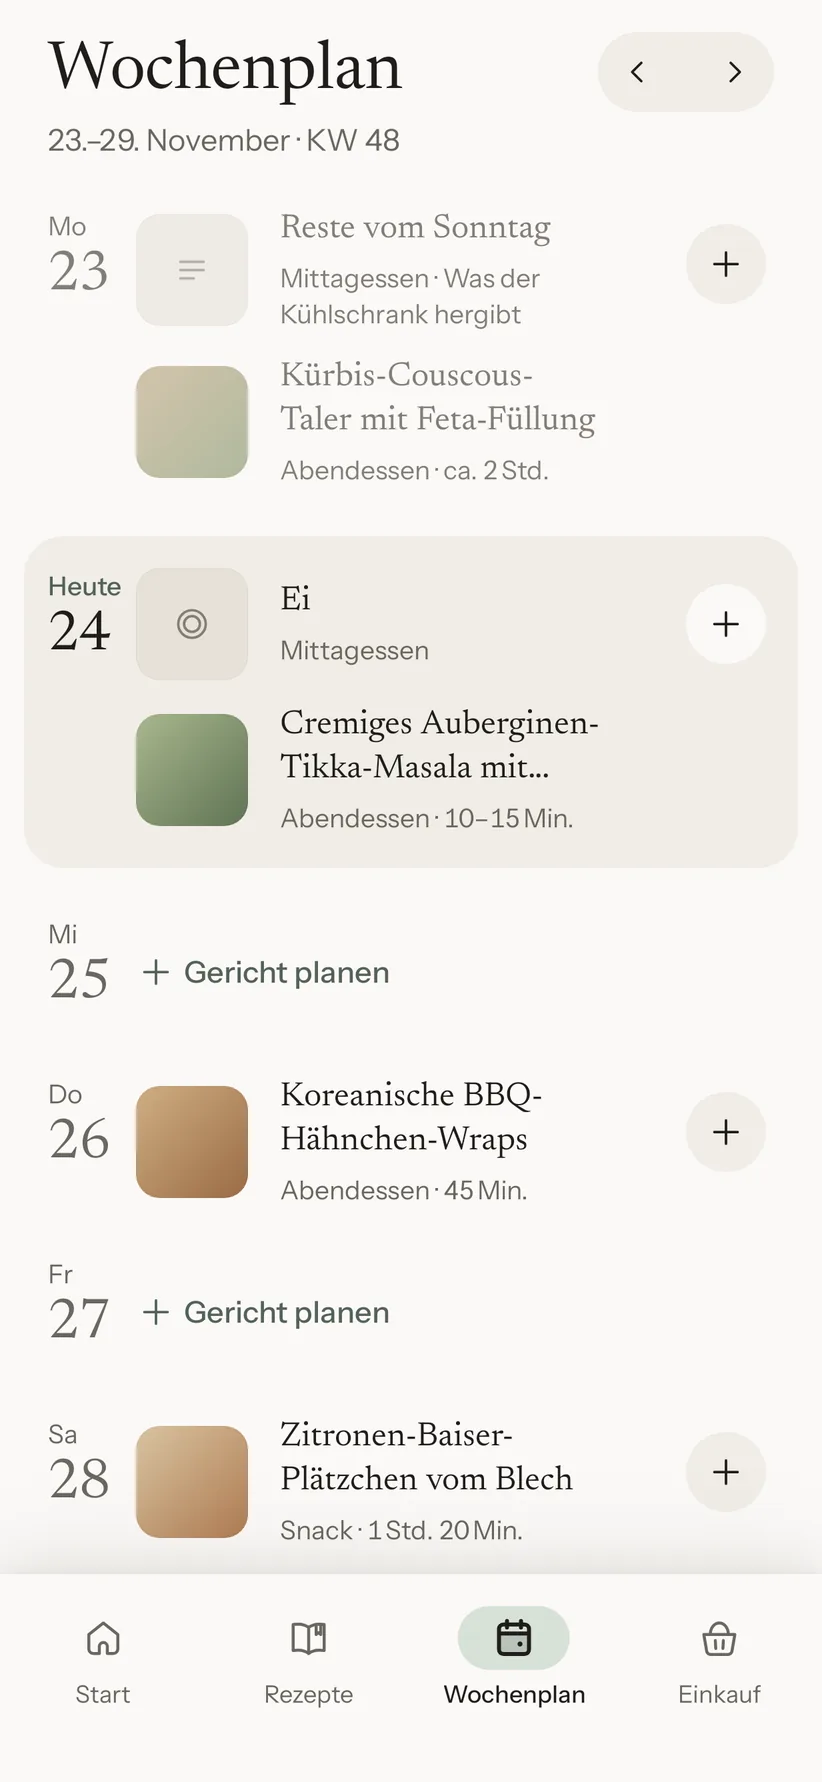 Wochenplan
23.–29. November · KW 48
Mo
23
Reste vom Sonntag
Mittagessen · Was der
Kühlschrank hergibt
Kürbis-Couscous-
Taler mit Feta-Füllung
Abendessen · ca. 2 Std.
Heute
24
Ei
Mittagessen
Cremiges Auberginen-
Tikka-Masala mit...
Abendessen · 10–15 Min.
Mi
25
Gericht planen
Do
26
Koreanische BBQ-
Hähnchen-Wraps
Abendessen · 45 Min.
Fr
27
Gericht planen
Sa
28
Zitronen-Baiser-
Plätzchen vom Blech
Snack · 1 Std. 20 Min.
Start
Rezepte
Wochenplan
Einkauf